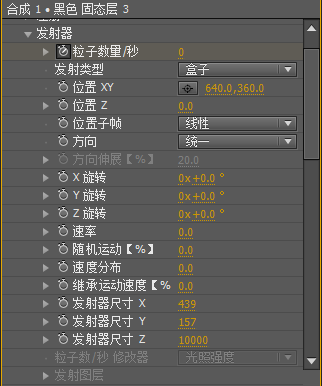 合成 1 • 黑色 固态层 3
发射器
粒子数量/秒 0
发射类型 盒子
位置 XY 640.0,360.0
位置 Z 0.0
位置子帧 线性
方向 统一
方向伸展【%】 20.0
X 旋转 0x+0.0 °
Y 旋转 0x+0.0 °
Z 旋转 0x+0.0 °
速率 0.0
随机运动【%】 0.0
速度分布 0.0
继承运动速度【% 0.0
发射器尺寸 X 439
发射器尺寸 Y 157
发射器尺寸 Z 10000
粒子数/秒 修改器 光照强度
发射图层